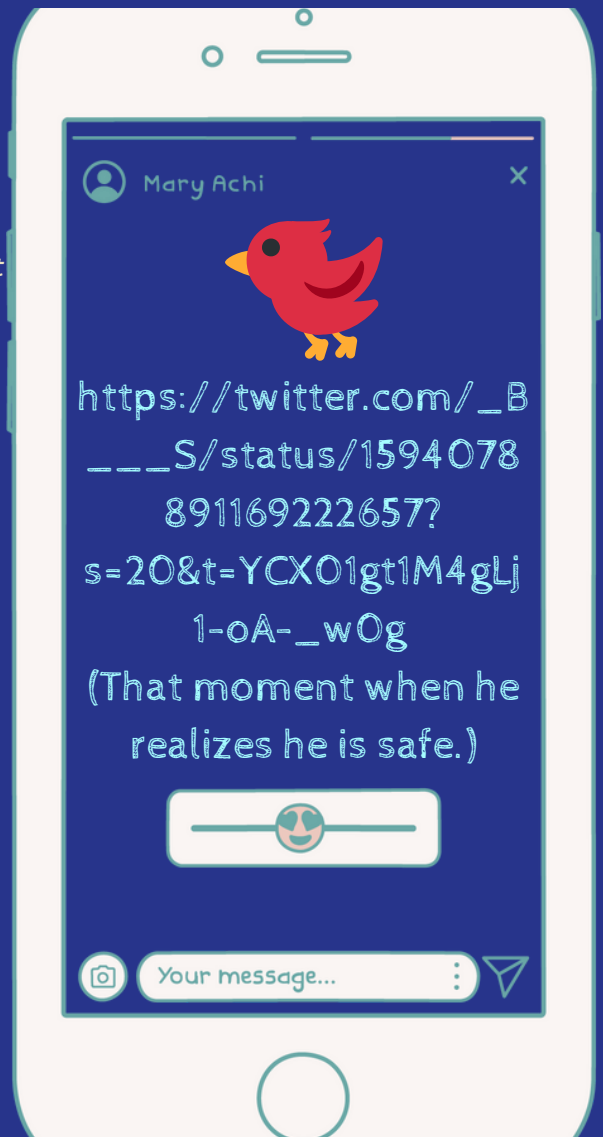 Mary Achi
https://twitter.com/_B
___S/status/1594078
891169222657?
s=20&t=YCXO1gt1M4gLj
1-oA-_wOg
(That moment when he
realizes he is safe.)
Your message...